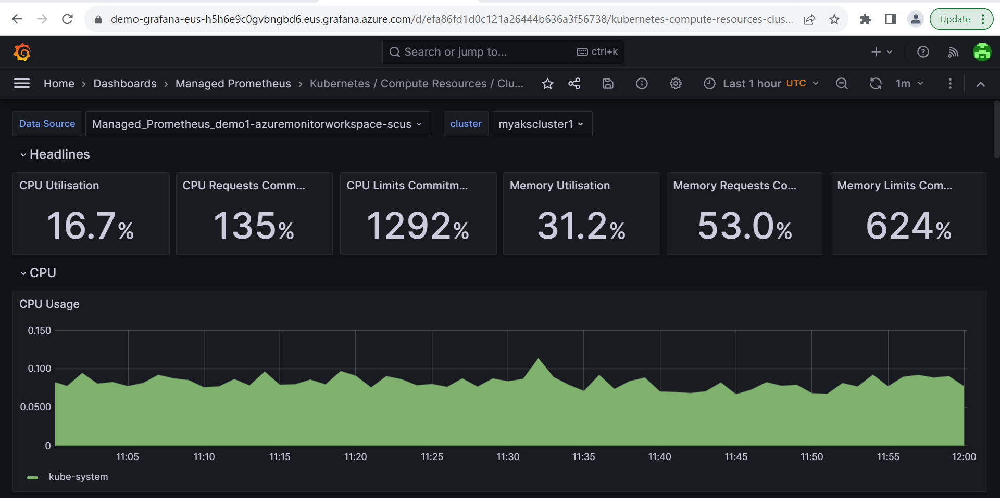 demo-grafana-eus-h5h6e9c0gvbngbd6.eus.grafana.azure.com/d/efa86fd1d0c121a26444b636a3f56738/kubernetes-compute-resources-clus... Update
Search or jump to... ctrl+k
Home › Dashboards › Managed Prometheus › Kubernetes / Compute Resources / Clu... Last 1 hour UTC 1m
Data Source Managed_Prometheus_demo1-azuremonitorworkspace-scus cluster myakscluster1
Headlines
CPU Utilisation CPU Requests Comm... CPU Limits Commitm... Memory Utilisation Memory Requests Co... Memory Limits Com...
16.7% 135% 1292% 31.2% 53.0% 624%
CPU
CPU Usage
0.150
0.100
0.0500
0
11:05 11:10 11:15 11:20 11:25 11:30 11:35 11:40 11:45 11:50 11:55 12:00
kube-system